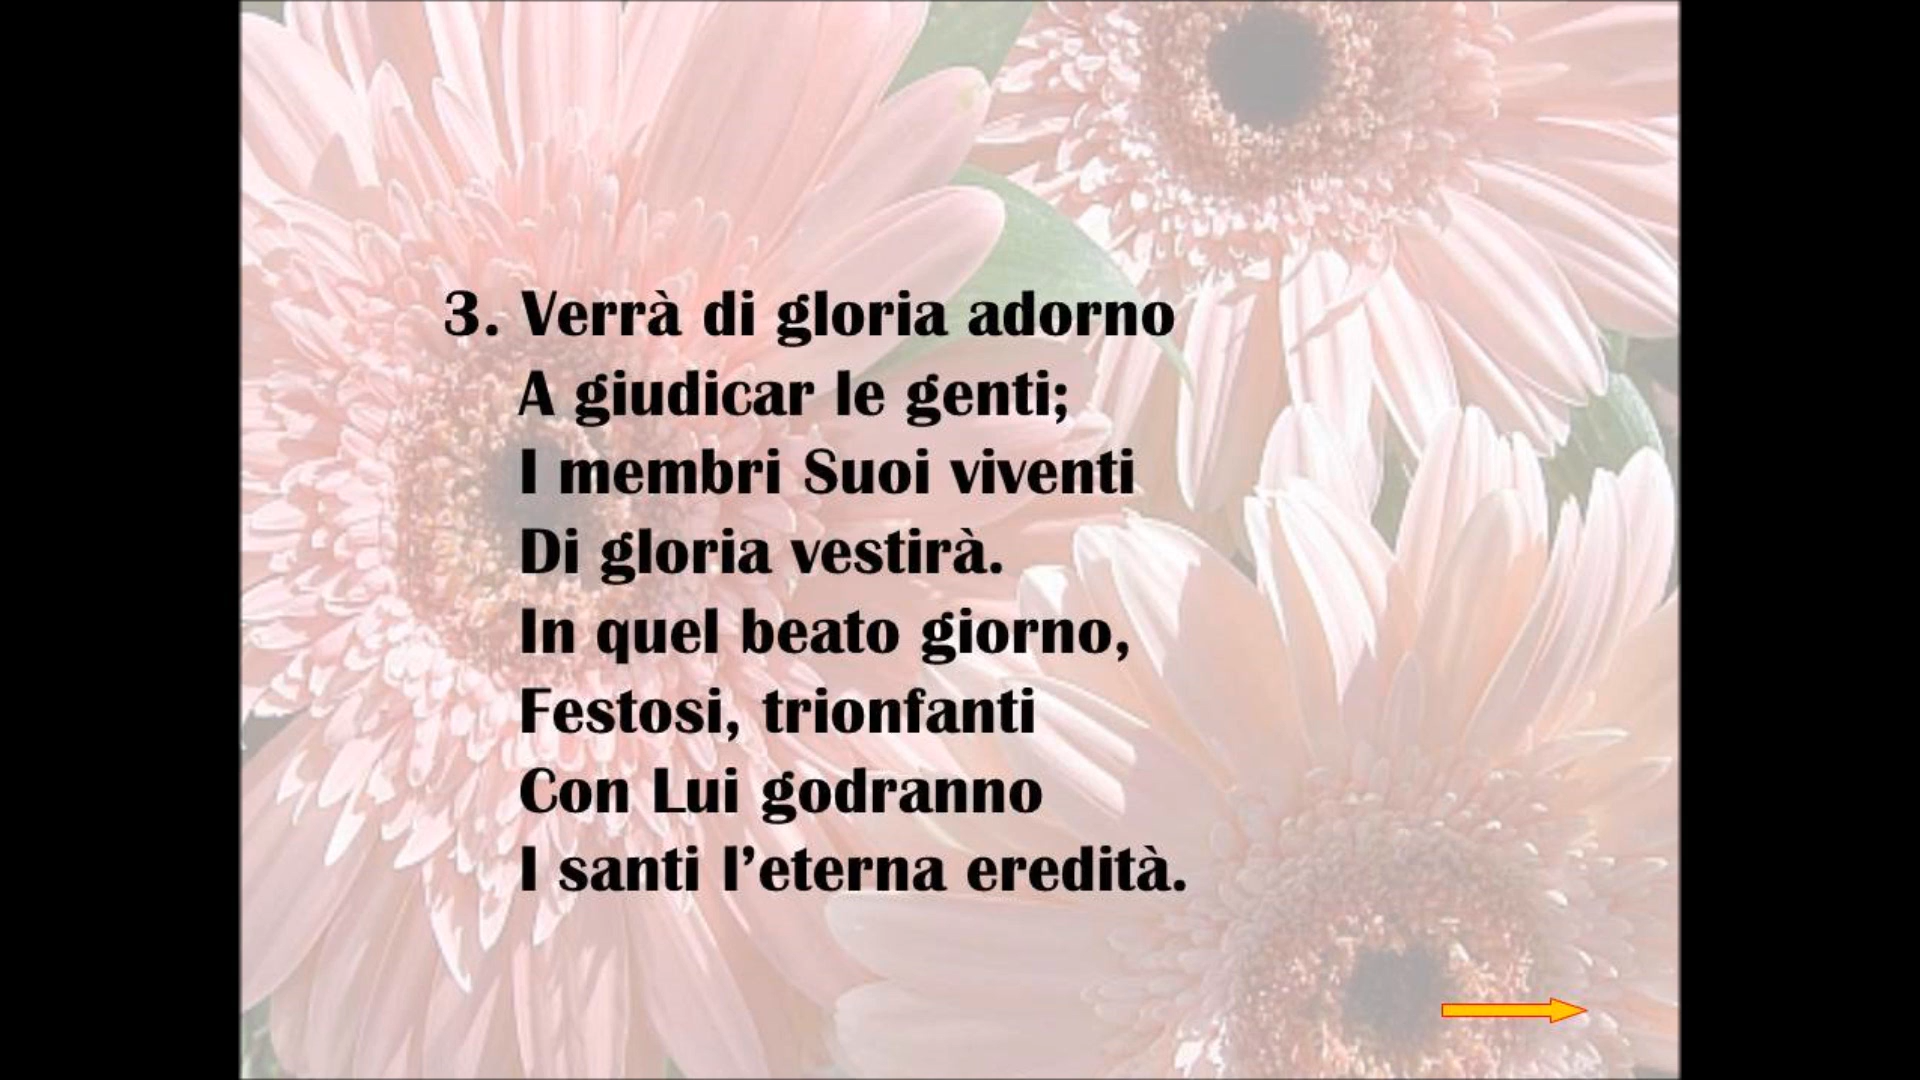 3. Verrà di gloria adorno
A giudicar le genti;
I membri Suoi viventi
Di gloria vestirà.
In quel beato giorno,
Festosi, trionfanti
Con Lui godranno
I santi l’eterna eredità.